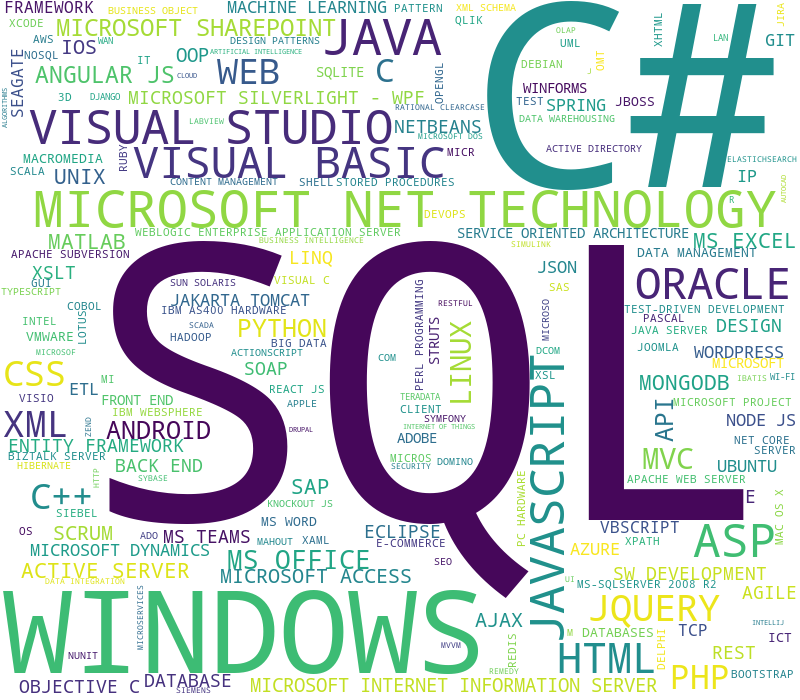 FRAMEWORK
BUSINESS OBJECT
MACHINE LEARNING
PATTERN
XML SCHEMA
XCODE
MICROSOFT SHAREPOINT
JAVA
QLIK
OLAP
XHTML
LAN
JIRA
AWS
WAN
IOS
DESIGN PATTERNS
UML
GIT
NOSQL
IT
OOP
ARTIFICIAL INTELLIGENCE
C#
SEAGATE
ANGULAR JS
CLOUD
WEB
SQLITE
C
OPENGL
DEBIAN
OMT
3D
DJANGO
MICROSOFT SILVERLIGHT - WPF
WINFORMS
TEST
SPRING
JBOSS
ALGORITHMS
RATIONAL CLEARCASE
VISUAL STUDIO
LABVIEW
NETBEANS
DATA WAREHOUSING
MICROSOFT DOS
MACROMEDIA
RUBY
VISUAL BASIC
MICR
ACTIVE DIRECTORY
ELASTICSEARCH
SCALA
UNIX
CONTENT MANAGEMENT
SHELL
STORED PROCEDURES
IP
AUTOCAD
MICROSOFT NET TECHNOLOGY
R
DEVOPS
WEBLOGIC ENTERPRISE APPLICATION SERVER
SERVICE ORIENTED ARCHITECTURE
MATLAB
BUSINESS INTELLIGENCE
SIMULINK
MS EXCEL
APACHE SUBVERSION
LINQ
DATA MANAGEMENT
XSLT
GUI
SUN SOLARIS
VISUAL C
JSON
SAS
ORACLE
TYPESCRIPT
COBOL
LOTUS
JAKARTA TOMCAT
IBM AS400 HARDWARE
PERL PROGRAMMING
RESTFUL
MICROSO
TEST-DRIVEN DEVELOPMENT
PASCAL
INTEL
SCADA
PYTHON
STRUTS
LINUX
JAVA SERVER
DESIGN
VMWARE
HADOOP
BIG DATA
DCOM
JOOMLA
WORDPRESS
MICROSOF
ACTIONSCRIPT
COM
SQL
CSS
SOAP
XSL
MICROSOFT
IBATIS
WI-FI
MI
ETL
REACT JS
TERADATA
MONGODB
VISIO
FRONT END
APPLE
CLIENT
MICROSOFT PROJECT
XML
IBM WEBSPHERE
SYMFONY
JAVASCRIPT
API
NODE JS
ZEND
ANDROID
DRUPAL
INTERNET OF THINGS
ADOBE
NET CORE
ENTITY FRAMEWORK
SERVER
BIZTALK SERVER
MICROS
DOMINO
MVC
HIBERNATE
BACK END
SECURITY
UBUNTU
HTTP
SYBASE
APACHE WEB SERVER
C++
SAP
PC HARDWARE
E
MAC OS X
SIEBEL
KNOCKOUT JS
MS WORD
VBSCRIPT
OS
SCRUM
ADO
MS TEAMS
MAHOUT
XAML
ECLIPSE
E-COMMERCE
XPATH
ASP
MICROSOFT DYNAMICS
MS OFFICE
SEO
AZURE
ACTIVE SERVER
MICROSOFT ACCESS
UI
SW DEVELOPMENT
DATA INTEGRATION
MS-SQLSERVER 2008 R2
AGILE
WINDOWS
MICROSERVICES
JQUERY
AJAX
INTELLIJ
M
DATABASES
TCP
ICT
NUNIT
MVVM
REDIS
HTML
DELPHI
REST
OBJECTIVE C
DATABASE
SIEMENS
REMEDY
MICROSOFT INTERNET INFORMATION SERVER
PHP
BOOTSTRAP